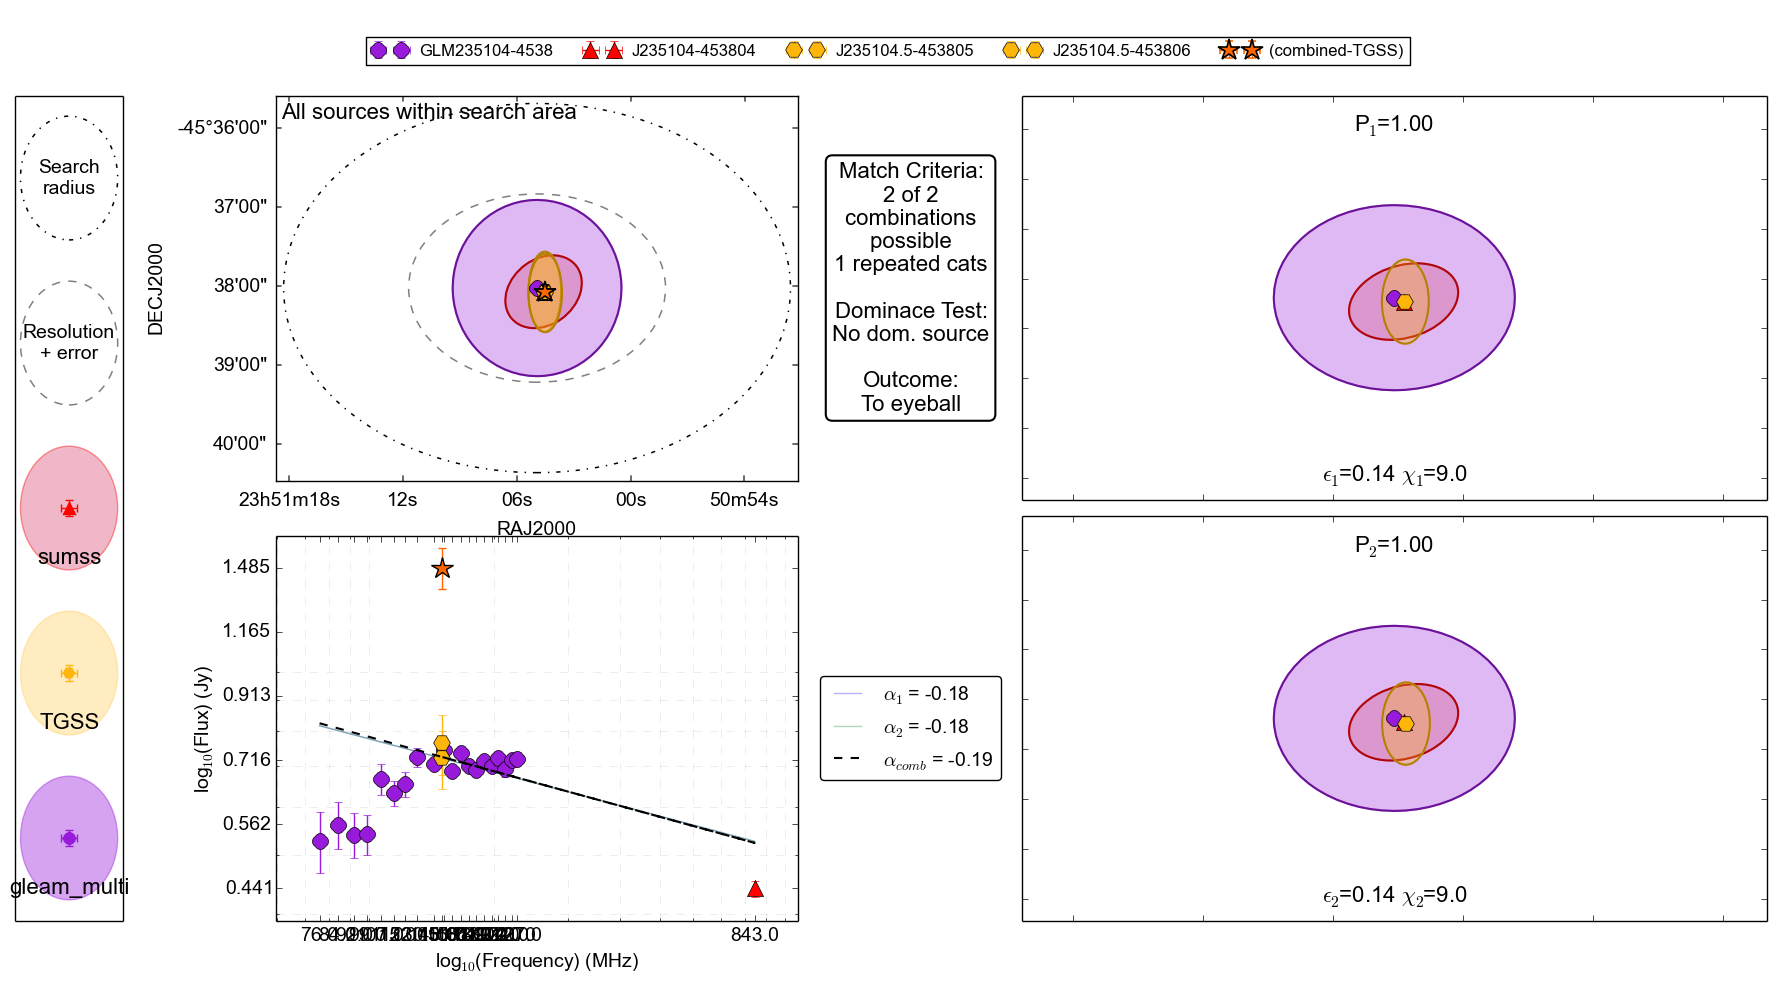 GLM235104-4538 J235104-453804 J235104.5-453805 J235104.5-453806 (combined-TGSS)
Search
radius
Resolution
+ error
sumss
TGSS
gleam_multi
All sources within search area
DECJ2000
-45°36'00"
37'00"
38'00"
39'00"
40'00"
23h51m18s 12s 06s 00s 50m54s
RAJ2000
Match Criteria:
2 of 2
combinations
possible
1 repeated cats
Dominace Test:
No dom. source
Outcome:
To eyeball
P1=1.00
ϵ1=0.14 χ1=9.0
log10(Flux) (Jy)
1.485
1.165
0.913
0.716
0.562
0.441
843.0
log10(Frequency) (MHz)
α1 = -0.18
α2 = -0.18
αcomb = -0.19
P2=1.00
ϵ2=0.14 χ2=9.0